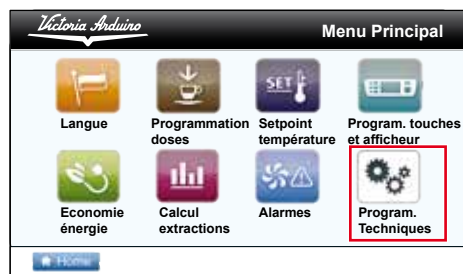 Victoria Arduino
Menu Principal
SET
Langue
Programmation doses
Setpoint température
Program. touches et afficheur
Economie énergie
Calcul extractions
Alarmes
Program. Techniques
Home